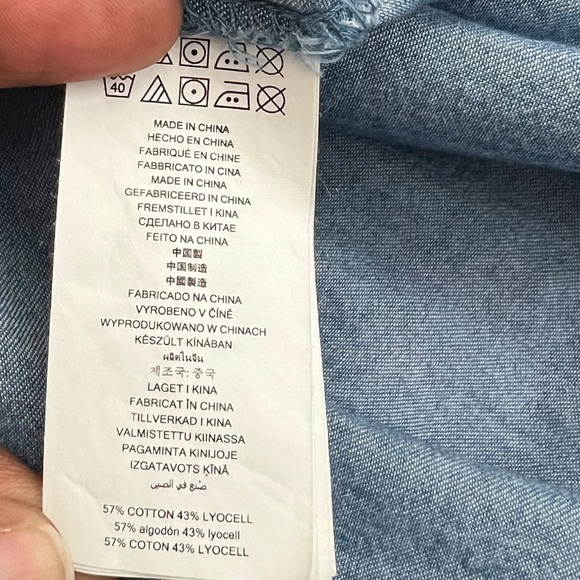 40
MADE IN CHINA
HECHO EN CHINA
FABRIQUÉ EN CHINE
FABBRICATO IN CINA
MADE IN CHINA
GEFABRICEERD IN CHINA
FREMSTILLET I KINA
СДЕЛАНО В КИТАЕ
FEITO NA CHINA
中国製
中国制造
中國製造
FABRICADO NA CHINA
VYROBENO V ČÍNĚ
WYPRODUKOWANO W CHINACH
KÉSZÜLT KÍNÁBAN
ผลิตในจีน
제조국: 중국
LAGET I KINA
FABRICAT ÎN CHINA
TILLVERKAD I KINA
VALMISTETTU KIINASSA
PAGAMINTA KINIJOJE
IZGATAVOTS ĶĪNĀ
صنع في الصين
57% COTTON 43% LYOCELL
57% algodón 43% lyocell
57% COTON 43% LYOCELL